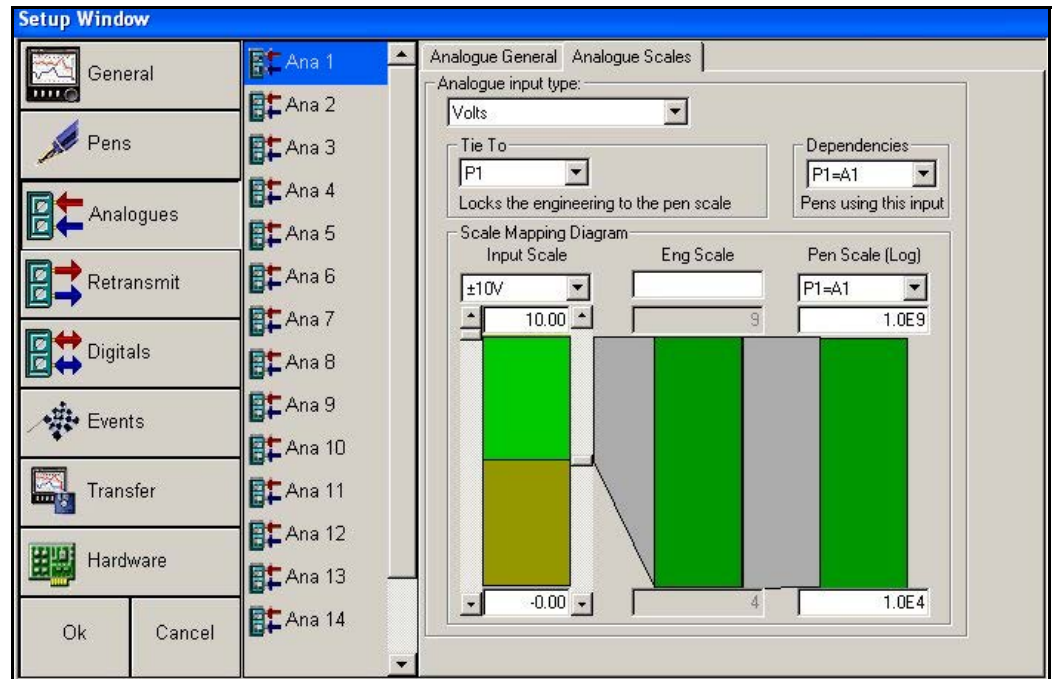 Setup Window
General
Pens
Analogues
Retransmit
Digitals
Events
Transfer
Hardware
Ok Cancel
Ana 1
Ana 2
Ana 3
Ana 4
Ana 5
Ana 6
Ana 7
Ana 8
Ana 9
Ana 10
Ana 11
Ana 12
Ana 13
Ana 14
Analogue General Analogue Scales
Analogue input type:
Volts
Tie To
P1
Locks the engineering to the pen scale
Dependencies
P1=A1
Pens using this input
Scale Mapping Diagram
Input Scale Eng Scale Pen Scale (Log)
±10V P1=A1
10.00 9 1.0E9
-0.00 4 1.0E4